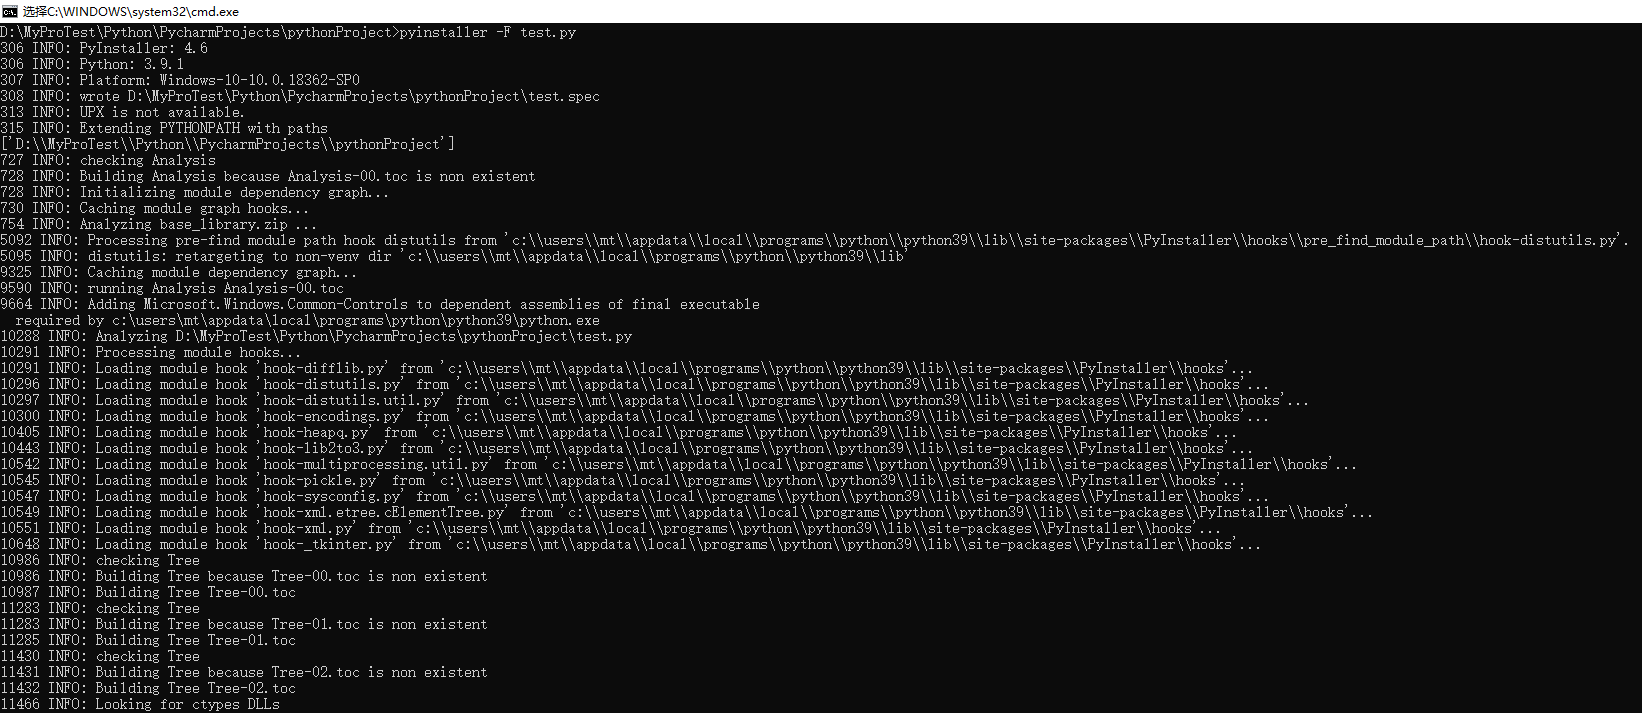 选择C:\WINDOWS\system32\cmd.exe
D:\MyProTest\Python\PycharmProjects\pythonProject>pyinstaller -F test.py
306 INFO: PyInstaller: 4.6
306 INFO: Python: 3.9.1
307 INFO: Platform: Windows-10-10.0.18362-SP0
308 INFO: wrote D:\MyProTest\Python\PycharmProjects\pythonProject\test.spec
313 INFO: UPX is not available.
315 INFO: Extending PYTHONPATH with paths
['D:\\MyProTest\\Python\\PycharmProjects\\pythonProject']
727 INFO: checking Analysis
728 INFO: Building Analysis because Analysis-00.toc is non existent
728 INFO: Initializing module dependency graph...
730 INFO: Caching module graph hooks...
754 INFO: Analyzing base_library.zip ...
5092 INFO: Processing pre-find module path hook distutils from 'c:\\users\\mt\\appdata\\local\\programs\\python\\python39\\lib\\site-packages\\PyInstaller\\hooks\\pre_find_module_path\\hook-distutils.py'.
5095 INFO: distutils: retargeting to non-venv dir 'c:\\users\\mt\\appdata\\local\\programs\\python\\python39\\lib'
9325 INFO: Caching module dependency graph...
9590 INFO: running Analysis Analysis-00.toc
9664 INFO: Adding Microsoft.Windows.Common-Controls to dependent assemblies of final executable
  required by c:\users\mt\appdata\local\programs\python\python39\python.exe
10288 INFO: Analyzing D:\MyProTest\Python\PycharmProjects\pythonProject\test.py
10291 INFO: Processing module hooks...
10291 INFO: Loading module hook 'hook-difflib.py' from 'c:\\users\\mt\\appdata\\local\\programs\\python\\python39\\lib\\site-packages\\PyInstaller\\hooks'...
10296 INFO: Loading module hook 'hook-distutils.py' from 'c:\\users\\mt\\appdata\\local\\programs\\python\\python39\\lib\\site-packages\\PyInstaller\\hooks'...
10297 INFO: Loading module hook 'hook-distutils.util.py' from 'c:\\users\\mt\\appdata\\local\\programs\\python\\python39\\lib\\site-packages\\PyInstaller\\hooks'...
10300 INFO: Loading module hook 'hook-encodings.py' from 'c:\\users\\mt\\appdata\\local\\programs\\python\\python39\\lib\\site-packages\\PyInstaller\\hooks'...
10405 INFO: Loading module hook 'hook-heapq.py' from 'c:\\users\\mt\\appdata\\local\\programs\\python\\python39\\lib\\site-packages\\PyInstaller\\hooks'...
10443 INFO: Loading module hook 'hook-lib2to3.py' from 'c:\\users\\mt\\appdata\\local\\programs\\python\\python39\\lib\\site-packages\\PyInstaller\\hooks'...
10542 INFO: Loading module hook 'hook-multiprocessing.util.py' from 'c:\\users\\mt\\appdata\\local\\programs\\python\\python39\\lib\\site-packages\\PyInstaller\\hooks'...
10545 INFO: Loading module hook 'hook-pickle.py' from 'c:\\users\\mt\\appdata\\local\\programs\\python\\python39\\lib\\site-packages\\PyInstaller\\hooks'...
10547 INFO: Loading module hook 'hook-sysconfig.py' from 'c:\\users\\mt\\appdata\\local\\programs\\python\\python39\\lib\\site-packages\\PyInstaller\\hooks'...
10549 INFO: Loading module hook 'hook-xml.etree.cElementTree.py' from 'c:\\users\\mt\\appdata\\local\\programs\\python\\python39\\lib\\site-packages\\PyInstaller\\hooks'...
10551 INFO: Loading module hook 'hook-xml.py' from 'c:\\users\\mt\\appdata\\local\\programs\\python\\python39\\lib\\site-packages\\PyInstaller\\hooks'...
10648 INFO: Loading module hook 'hook-_tkinter.py' from 'c:\\users\\mt\\appdata\\local\\programs\\python\\python39\\lib\\site-packages\\PyInstaller\\hooks'...
10986 INFO: checking Tree
10986 INFO: Building Tree because Tree-00.toc is non existent
10987 INFO: Building Tree Tree-00.toc
11283 INFO: checking Tree
11283 INFO: Building Tree because Tree-01.toc is non existent
11285 INFO: Building Tree Tree-01.toc
11430 INFO: checking Tree
11431 INFO: Building Tree because Tree-02.toc is non existent
11432 INFO: Building Tree Tree-02.toc
11466 INFO: Looking for ctypes DLLs